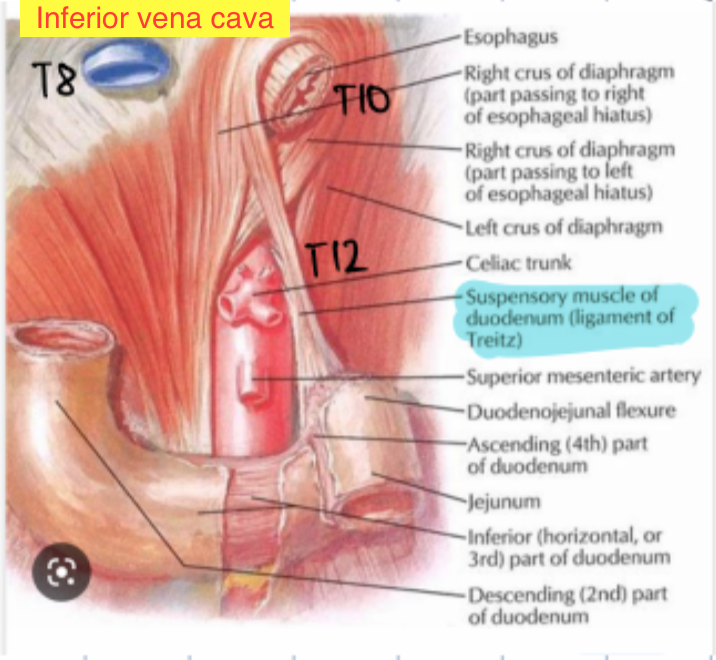 Inferior vena cava
T8
T10
T12
Esophagus
Right crus of diaphragm
(part passing to right
of esophageal hiatus)
Right crus of diaphragm
(part passing to left
of esophageal hiatus)
Left crus of diaphragm
Celiac trunk
Suspensory muscle of
duodenum (ligament of
Treitz)
Superior mesenteric artery
Duodenojejunal flexure
Ascending (4th) part
of duodenum
Jejunum
Inferior (horizontal, or
3rd) part of duodenum
Descending (2nd) part
of duodenum